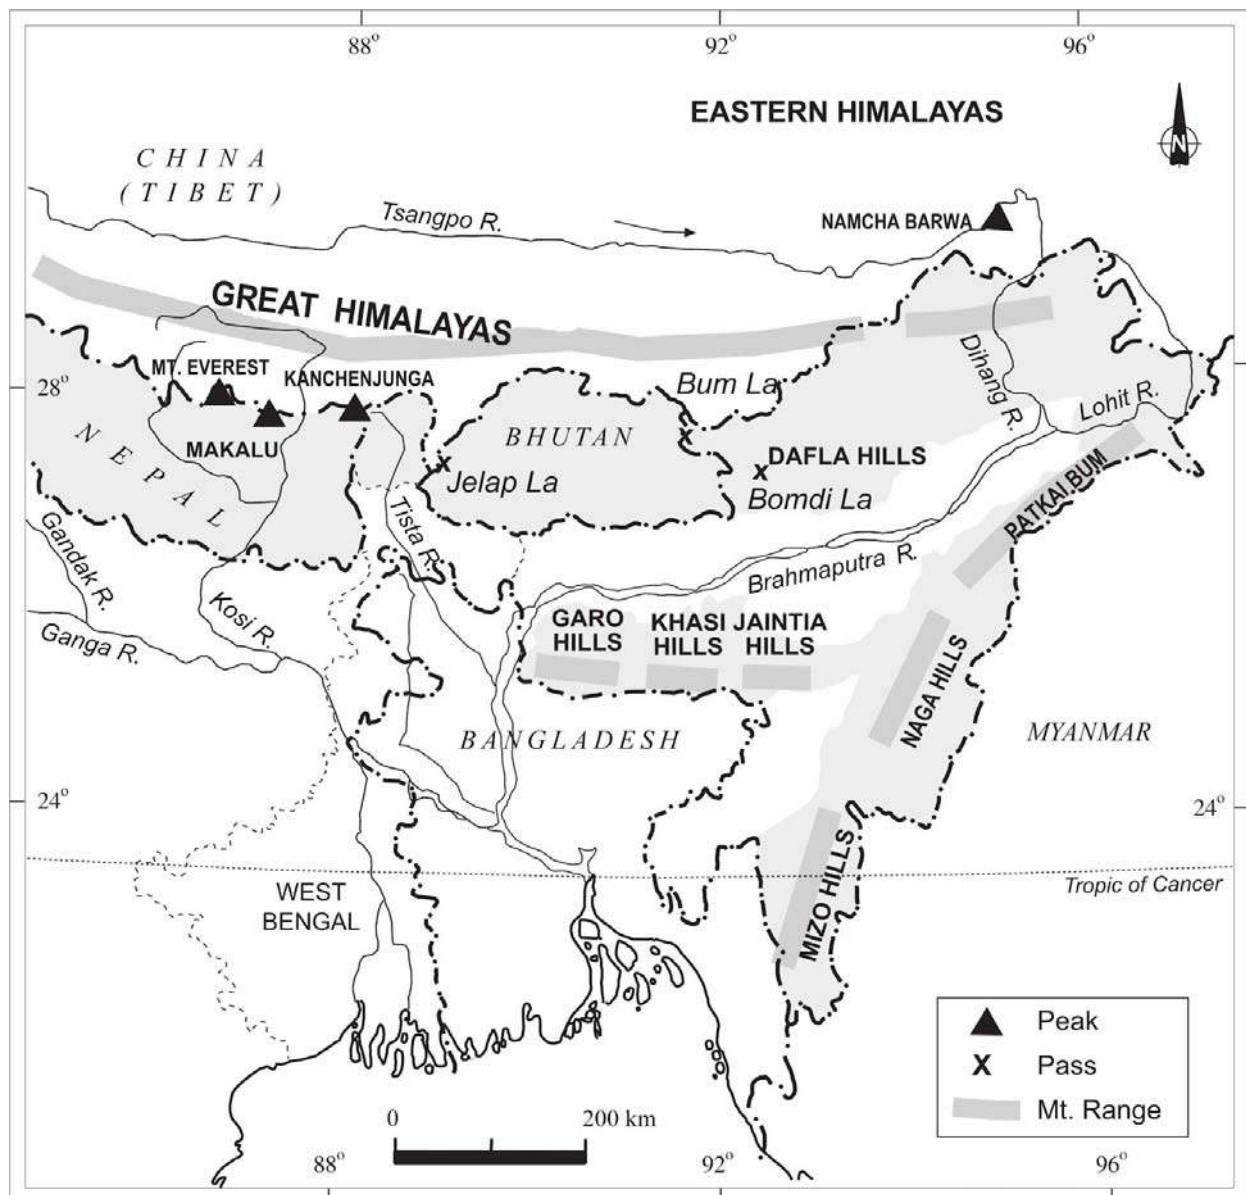 88°
92°
96°
EASTERN HIMALAYAS
N
CHINA
(TIBET)
Tsangpo R.
NAMCHA BARWA
GREAT HIMALAYAS
MT. EVEREST
KANCHENJUNGA
28°
Bum La
Dihang R.
Lohit R.
NEPAL
MAKALU
BHUTAN
DAFLA HILLS
Jelap La
Bomdi La
PATKAI BUM
Tista R.
Gandak R.
Brahmaputra R.
Kosi R.
Ganga R.
GARO
HILLS
KHASI
HILLS
JAINTIA
HILLS
NAGA HILLS
BANGLADESH
MYANMAR
24°
24°
MIZO HILLS
Tropic of Cancer
WEST
BENGAL
Peak
Pass
Mt. Range
0
200 km
88°
92°
96°